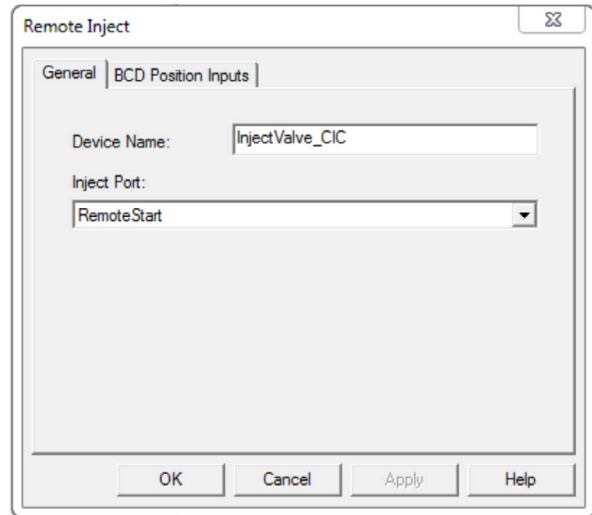 Remote Inject
General BCD Position Inputs
Device Name: InjectValve_CIC
Inject Port:
RemoteStart
OK Cancel Apply Help